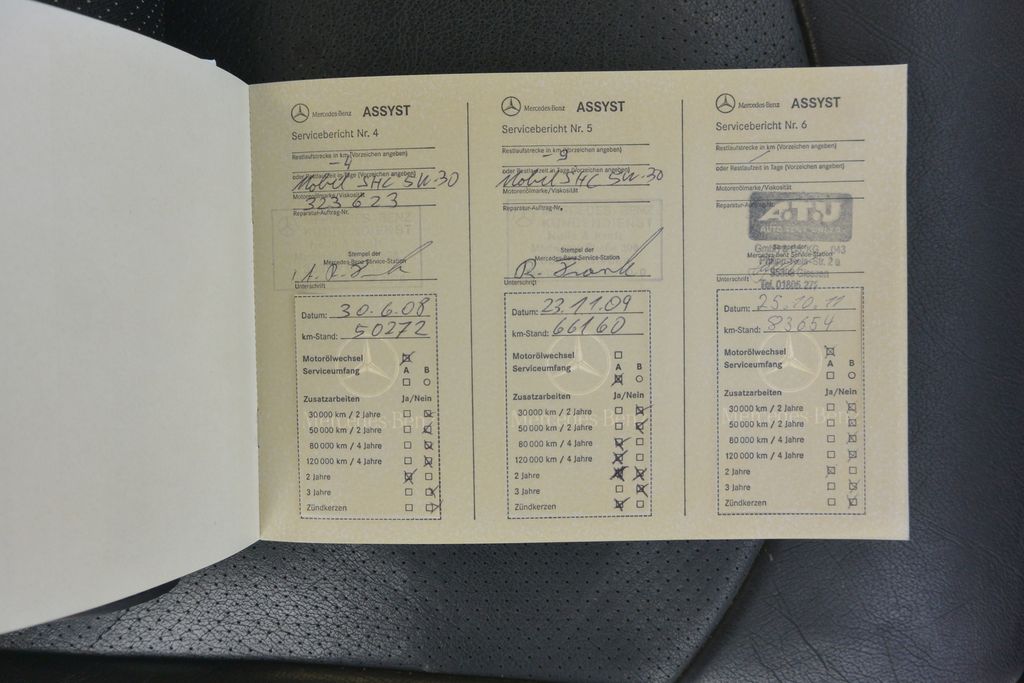 Mercedes-Benz ASSYST
Servicebericht Nr. 4
Restlaufstrecke in km (Vorzeichen angeben)
-4
oder Restlaufzeit in Tage (Vorzeichen angeben)
Mobil SHC 5W-30
Motorenölmarke/Viskosität
323623
Reparatur-Auftrag-Nr.
Stempel der
Mercedes-Benz Service-Station
Unterschrift
Datum: 30.6.08
km-Stand: 50272
Motorölwechsel
Serviceumfang A B
Zusatzarbeiten Ja/Nein
30 000 km / 2 Jahre
50 000 km / 2 Jahre
80 000 km / 4 Jahre
120 000 km / 4 Jahre
2 Jahre
3 Jahre
Zündkerzen
Mercedes-Benz ASSYST
Servicebericht Nr. 5
Restlaufstrecke in km (Vorzeichen angeben)
-9
oder Restlaufzeit in Tage (Vorzeichen angeben)
Mobil SHC 5W-30
Motorenölmarke/Viskosität
Reparatur-Auftrag-Nr.
Stempel der
Mercedes-Benz Service-Station
R. Frank
Unterschrift
Datum: 23.11.09
km-Stand: 66160
Motorölwechsel
Serviceumfang A B
Zusatzarbeiten Ja/Nein
30 000 km / 2 Jahre
50 000 km / 2 Jahre
80 000 km / 4 Jahre
120 000 km / 4 Jahre
2 Jahre
3 Jahre
Zündkerzen
Mercedes-Benz ASSYST
Servicebericht Nr. 6
Restlaufstrecke in km (Vorzeichen angeben)
oder Restlaufzeit in Tage (Vorzeichen angeben)
Motorenölmarke/Viskosität
Reparatur-Auftrag-Nr.
A.T.U
GmbH & Co. KG 043
Stempel der
Mercedes-Benz Service-Station
Unterschrift
Tel. 01805 272
Datum: 25.10.11
km-Stand: 83654
Motorölwechsel
Serviceumfang A B
Zusatzarbeiten Ja/Nein
30 000 km / 2 Jahre
50 000 km / 2 Jahre
80 000 km / 4 Jahre
120 000 km / 4 Jahre
2 Jahre
3 Jahre
Zündkerzen